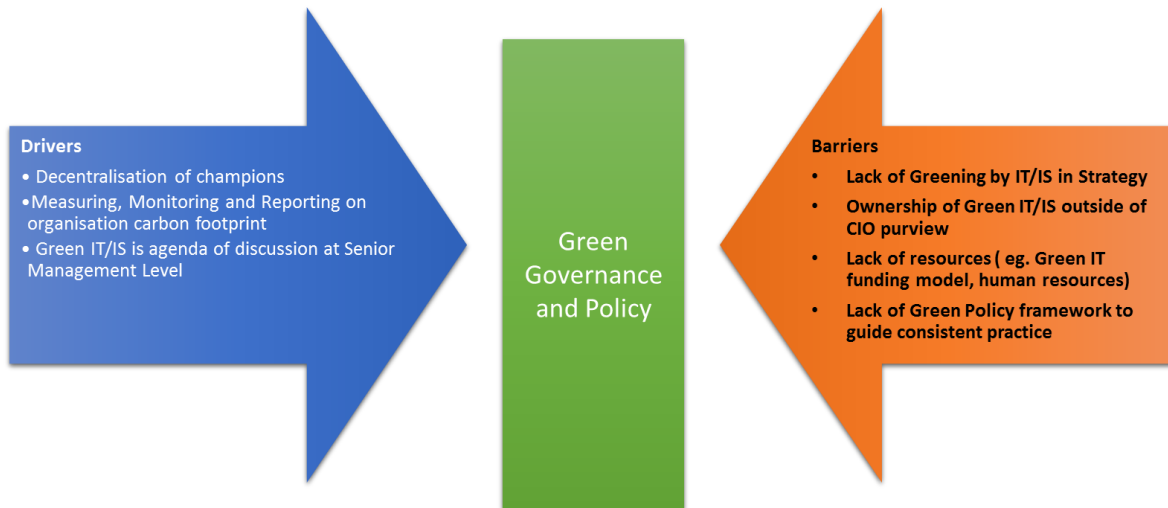 Drivers
• Decentralisation of champions
•Measuring, Monitoring and Reporting on
organisation carbon footprint
• Green IT/IS is agenda of discussion at Senior
Management Level
Green
Governance
and Policy
Barriers
• Lack of Greening by IT/IS in Strategy
• Ownership of Green IT/IS outside of
CIO purview
• Lack of resources ( eg. Green IT
funding model, human resources)
• Lack of Green Policy framework to
guide consistent practice